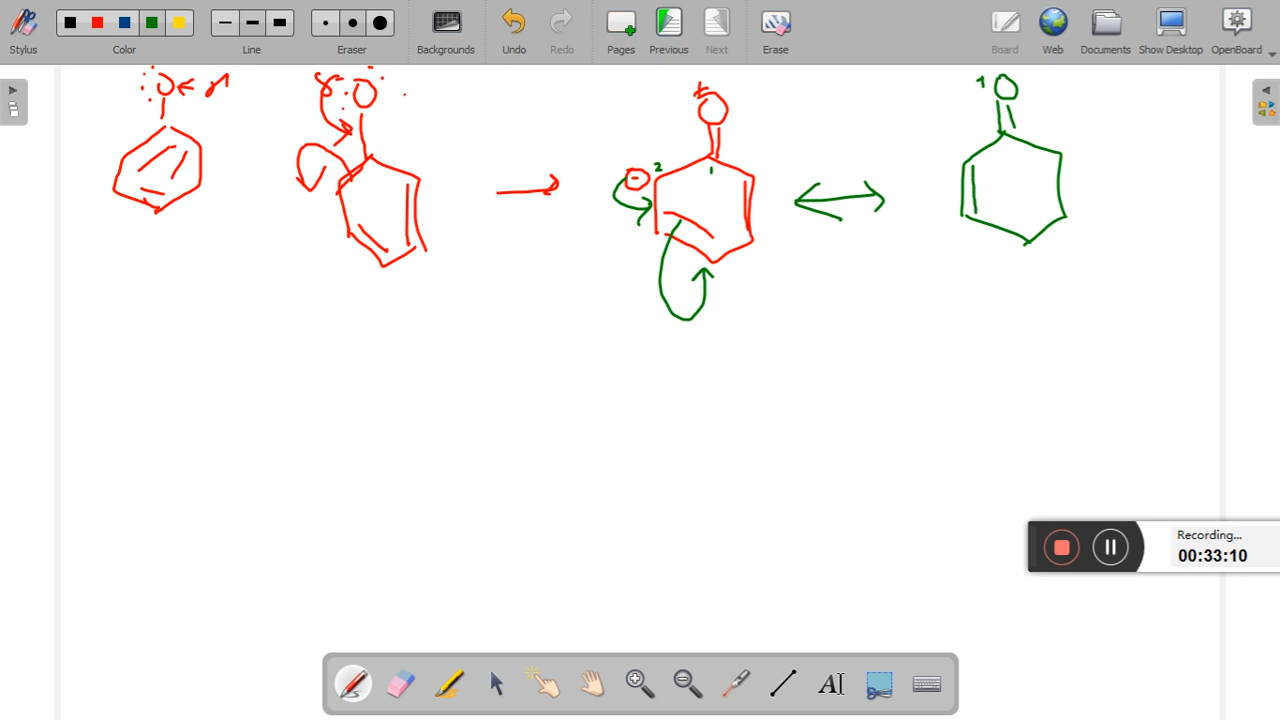 Stylus
Color
Line
Eraser
Backgrounds
Undo
Redo
Pages
Previous
Next
Erase
Board
Web
Documents
Show Desktop
OpenBoard
O
O
O
O
2
1
Recording...
00:33:10
AI